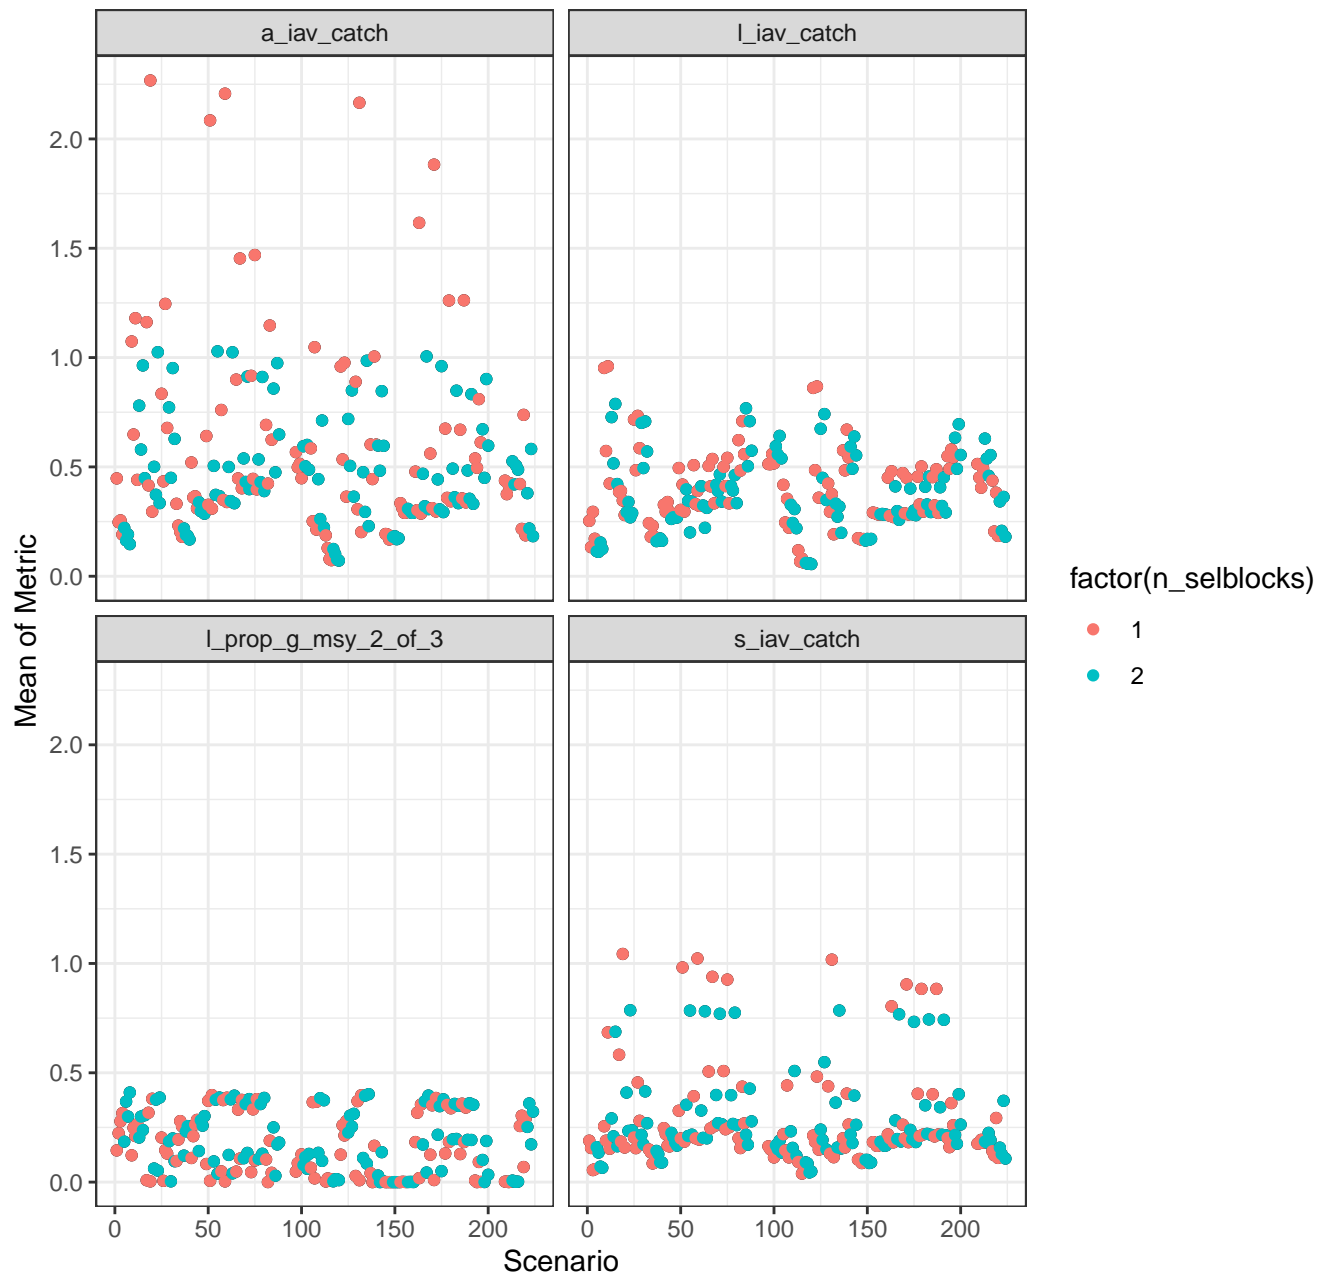 a_iav_catch
l_iav_catch
2.0
1.5
1.0
0.5
0.0
l_prop_g_msy_2_of_3
s_iav_catch
2.0
1.5
1.0
0.5
0.0
0 50 100 150 200
0 50 100 150 200
Scenario
Mean of Metric
factor(n_selblocks)
1
2